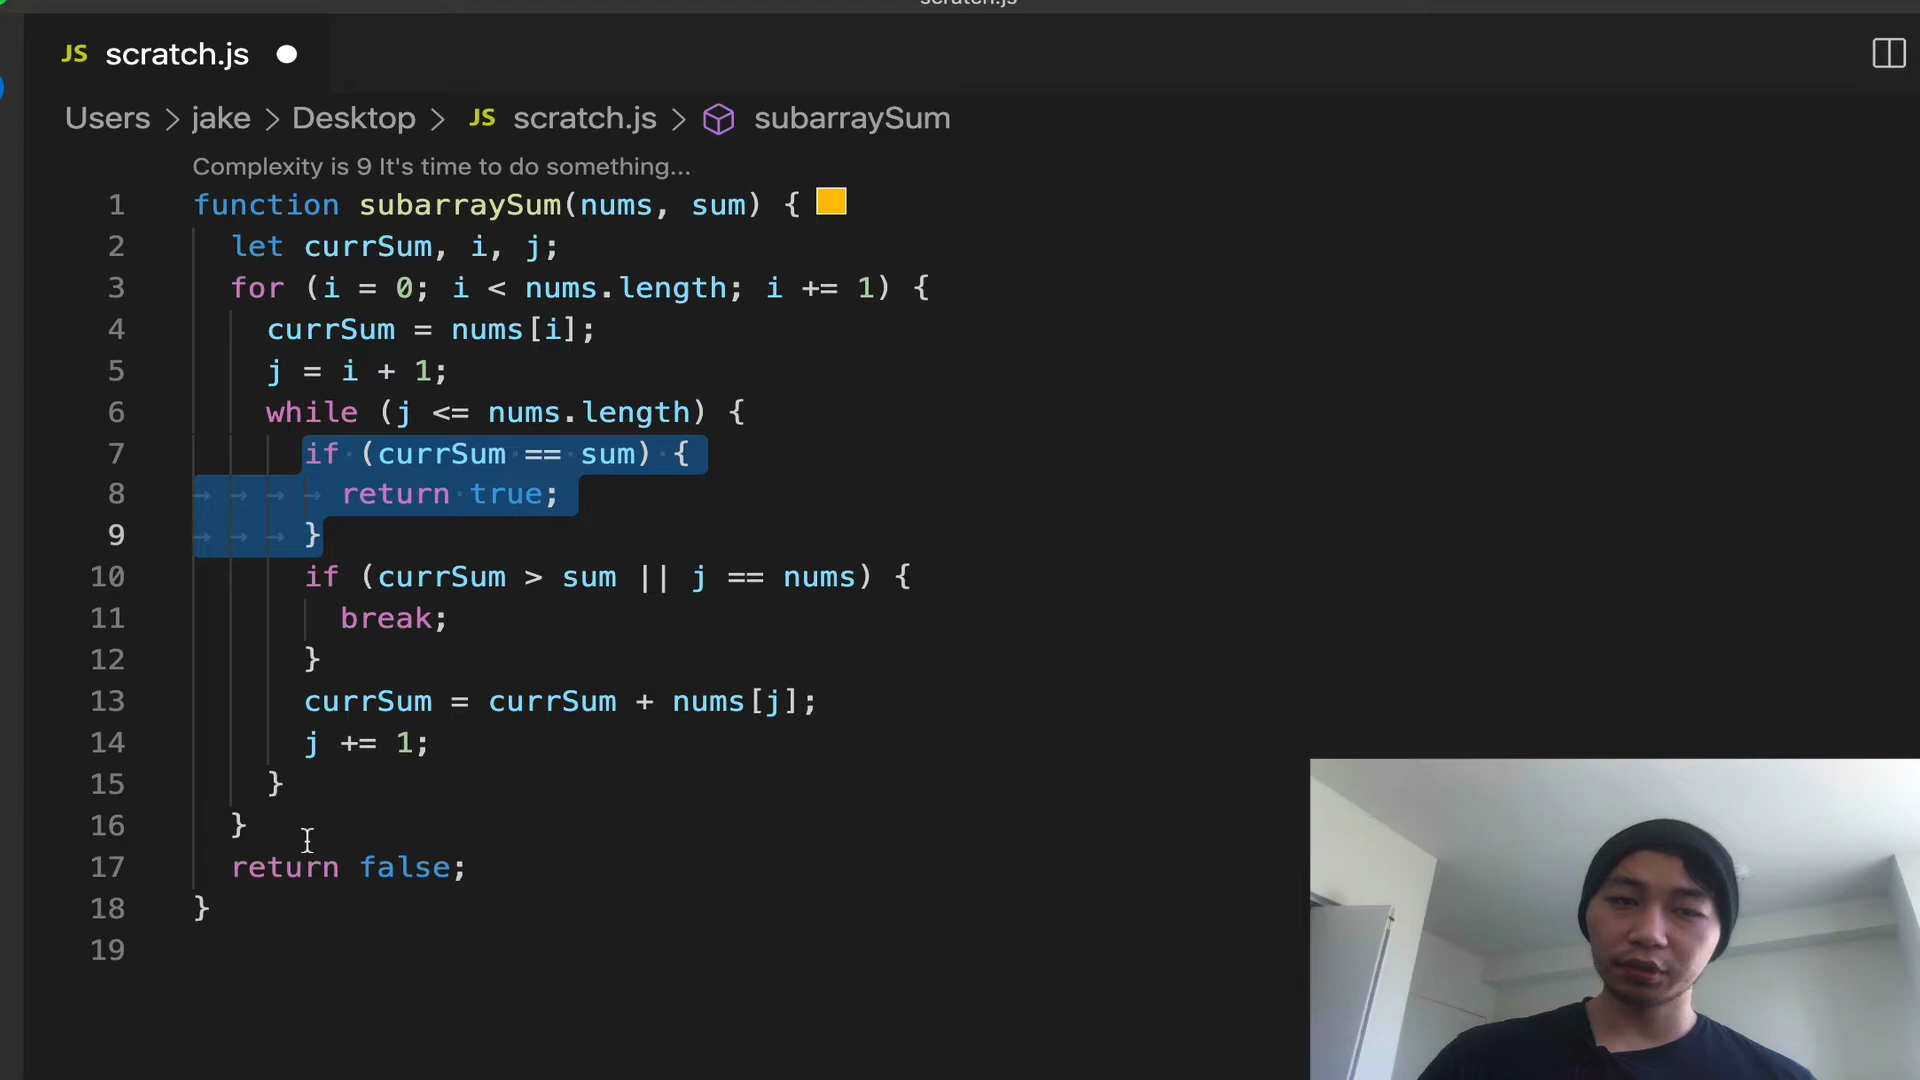 scratch.js
JS scratch.js
Users > jake > Desktop > JS scratch.js > subarraySum
Complexity is 9 It's time to do something...
1 function subarraySum(nums, sum) {
2 let currSum, i, j;
3 for (i = 0; i < nums.length; i += 1) {
4 currSum = nums[i];
5 j = i + 1;
6 while (j <= nums.length) {
7 if (currSum == sum) {
8 return true;
9 }
10 if (currSum > sum || j == nums) {
11 break;
12 }
13 currSum = currSum + nums[j];
14 j += 1;
15 }
16 }
17 return false;
18 }
19